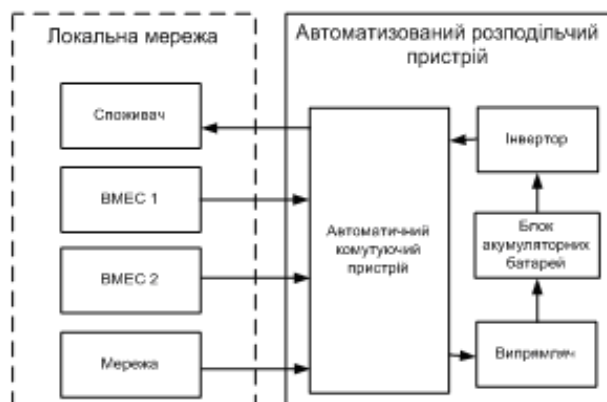 Локальна мережа
Автоматизований розподільчий
пристрій
Споживач
ВМЕС 1
ВМЕС 2
Мережа
Автоматичний
комутуючий
пристрій
Інвертор
Блок
акумуляторних
батарей
Випрямляч